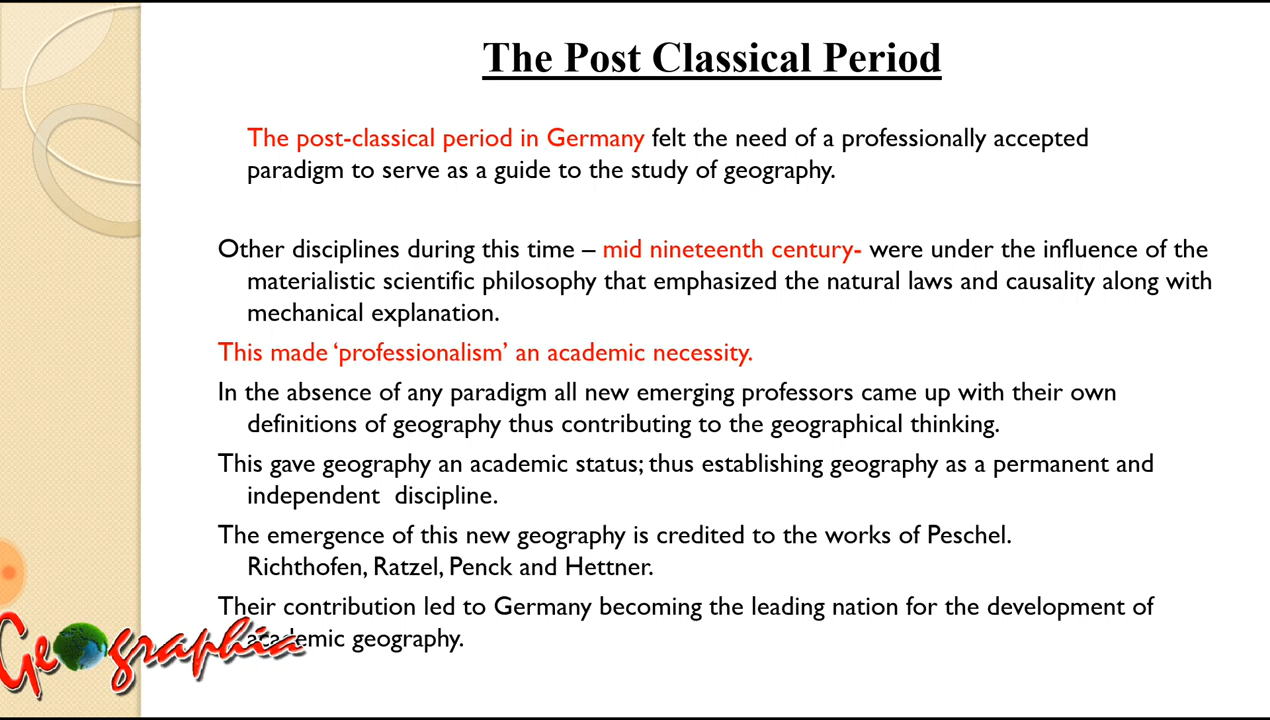 The Post Classical Period
The post-classical period in Germany felt the need of a professionally accepted
paradigm to serve as a guide to the study of geography.
Other disciplines during this time – mid nineteenth century- were under the influence of the
materialistic scientific philosophy that emphasized the natural laws and causality along with
mechanical explanation.
This made ‘professionalism’ an academic necessity.
In the absence of any paradigm all new emerging professors came up with their own
definitions of geography thus contributing to the geographical thinking.
This gave geography an academic status; thus establishing geography as a permanent and
independent discipline.
The emergence of this new geography is credited to the works of Peschel.
Richthofen, Ratzel, Penck and Hettner.
Their contribution led to Germany becoming the leading nation for the development of
academic geography.
Geographia